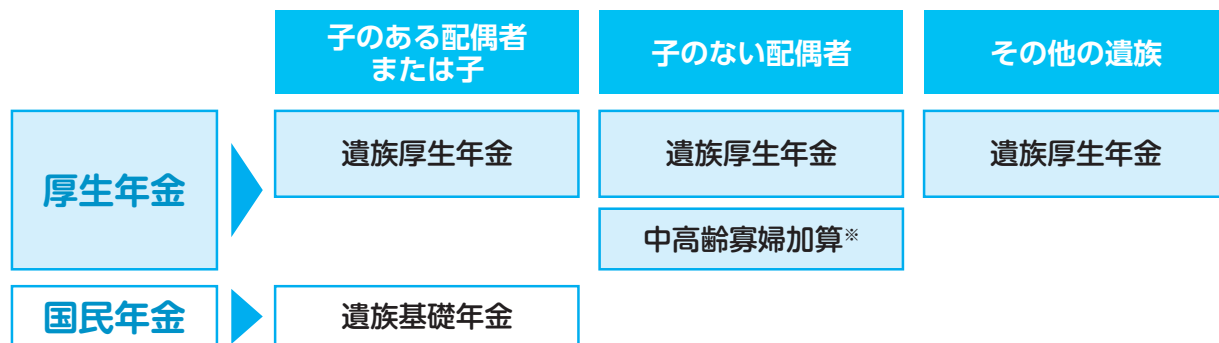 子のある配偶者
または子
子のない配偶者
その他の遺族
厚生年金
遺族厚生年金
遺族厚生年金
遺族厚生年金
中高齢寡婦加算※
国民年金
遺族基礎年金